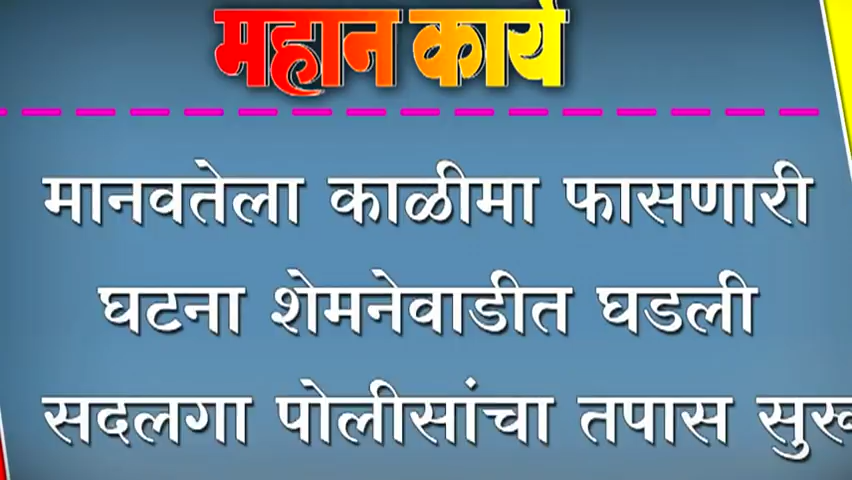 महान कार्य
मानवतेला काळीमा फासणारी
घटना शेमनेवाडीत घडली
सदलगा पोलीसांचा तपास सुरू